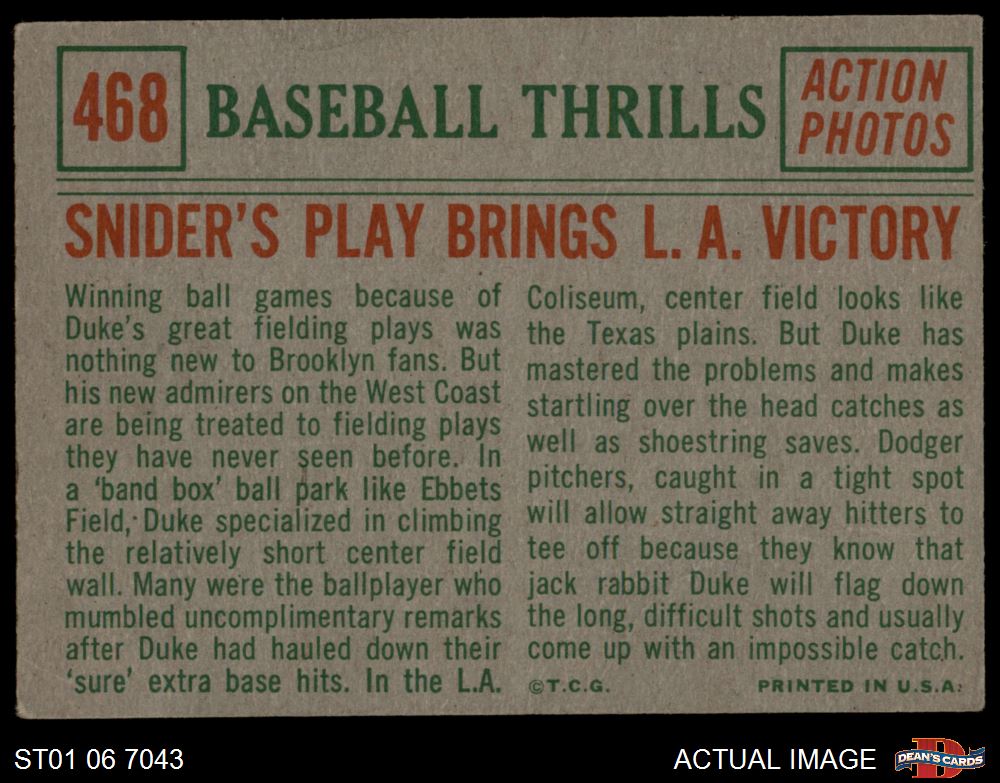 468
BASEBALL THRILLS
ACTION
PHOTOS
SNIDER'S PLAY BRINGS L. A. VICTORY
Winning ball games because of
Duke's great fielding plays was
nothing new to Brooklyn fans. But
his new admirers on the West Coast
are being treated to fielding plays
they have never seen before. In
a 'band box' ball park like Ebbets
Field, Duke specialized in climbing
the relatively short center field
wall. Many were the ballplayer who
mumbled uncomplimentary remarks
after Duke had hauled down their
'sure' extra base hits. In the L.A.
Coliseum, center field looks like
the Texas plains. But Duke has
mastered the problems and makes
startling over the head catches as
well as shoestring saves. Dodger
pitchers, caught in a tight spot
will allow straight away hitters to
tee off because they know that
jack rabbit Duke will flag down
the long, difficult shots and usually
come up with an impossible catch.
©T.C.G.
PRINTED IN U.S.A.
ST01 06 7043
ACTUAL IMAGE
D
DEAN'S CARDS